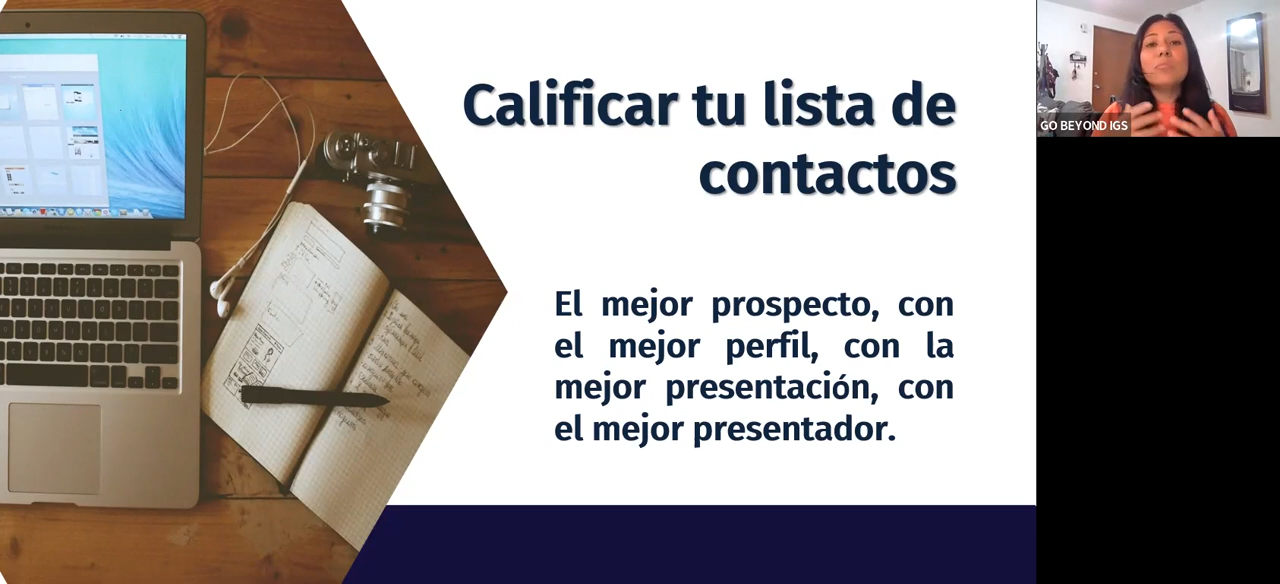 Calificar tu lista de
contactos
El mejor prospecto, con
el mejor perfil, con la
mejor presentación, con
el mejor presentador.
GO BEYOND IGS